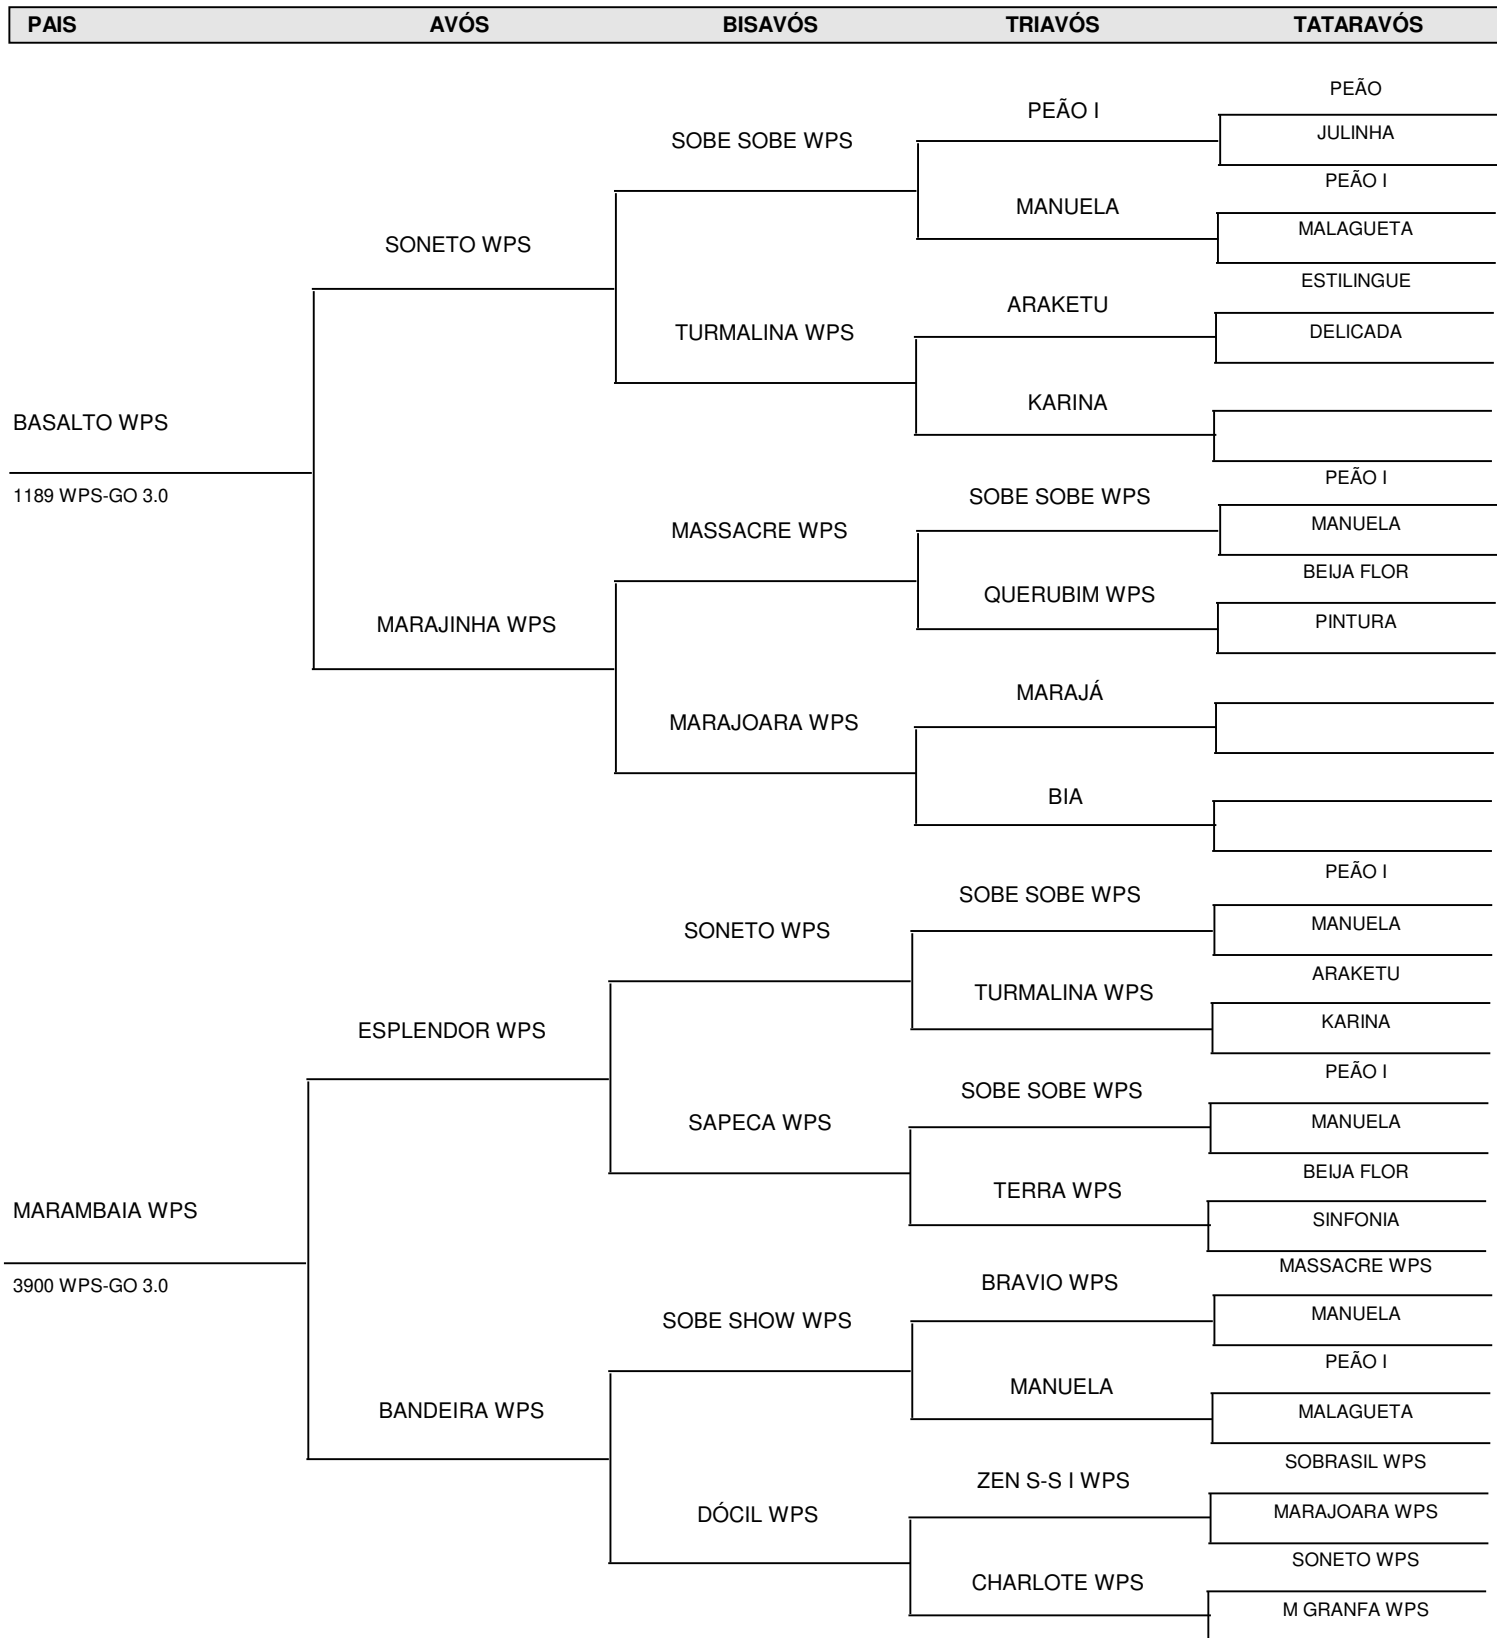 PAIS AVÓS BISAVÓS TRIAVÓS TATARAVÓS
PEÃO
PEÃO I
JULINHA
SOBE SOBE WPS
PEÃO I
MANUELA
MALAGUETA
SONETO WPS
ESTILINGUE
ARAKETU
TURMALINA WPS
DELICADA
KARINA
BASALTO WPS
PEÃO I
1189 WPS-GO 3.0
SOBE SOBE WPS
MASSACRE WPS
MANUELA
BEIJA FLOR
QUERUBIM WPS
MARAJINHA WPS
PINTURA
MARAJÁ
MARAJOARA WPS
BIA
PEÃO I
SOBE SOBE WPS
SONETO WPS
MANUELA
ARAKETU
TURMALINA WPS
ESPLENDOR WPS
KARINA
PEÃO I
SOBE SOBE WPS
SAPECA WPS
MANUELA
BEIJA FLOR
TERRA WPS
MARAMBAIA WPS
SINFONIA
MASSACRE WPS
3900 WPS-GO 3.0
BRAVIO WPS
SOBE SHOW WPS
MANUELA
PEÃO I
MANUELA
BANDEIRA WPS
MALAGUETA
SOBRASIL WPS
ZEN S-S I WPS
DÓCIL WPS
MARAJOARA WPS
SONETO WPS
CHARLOTE WPS
M GRANFA WPS